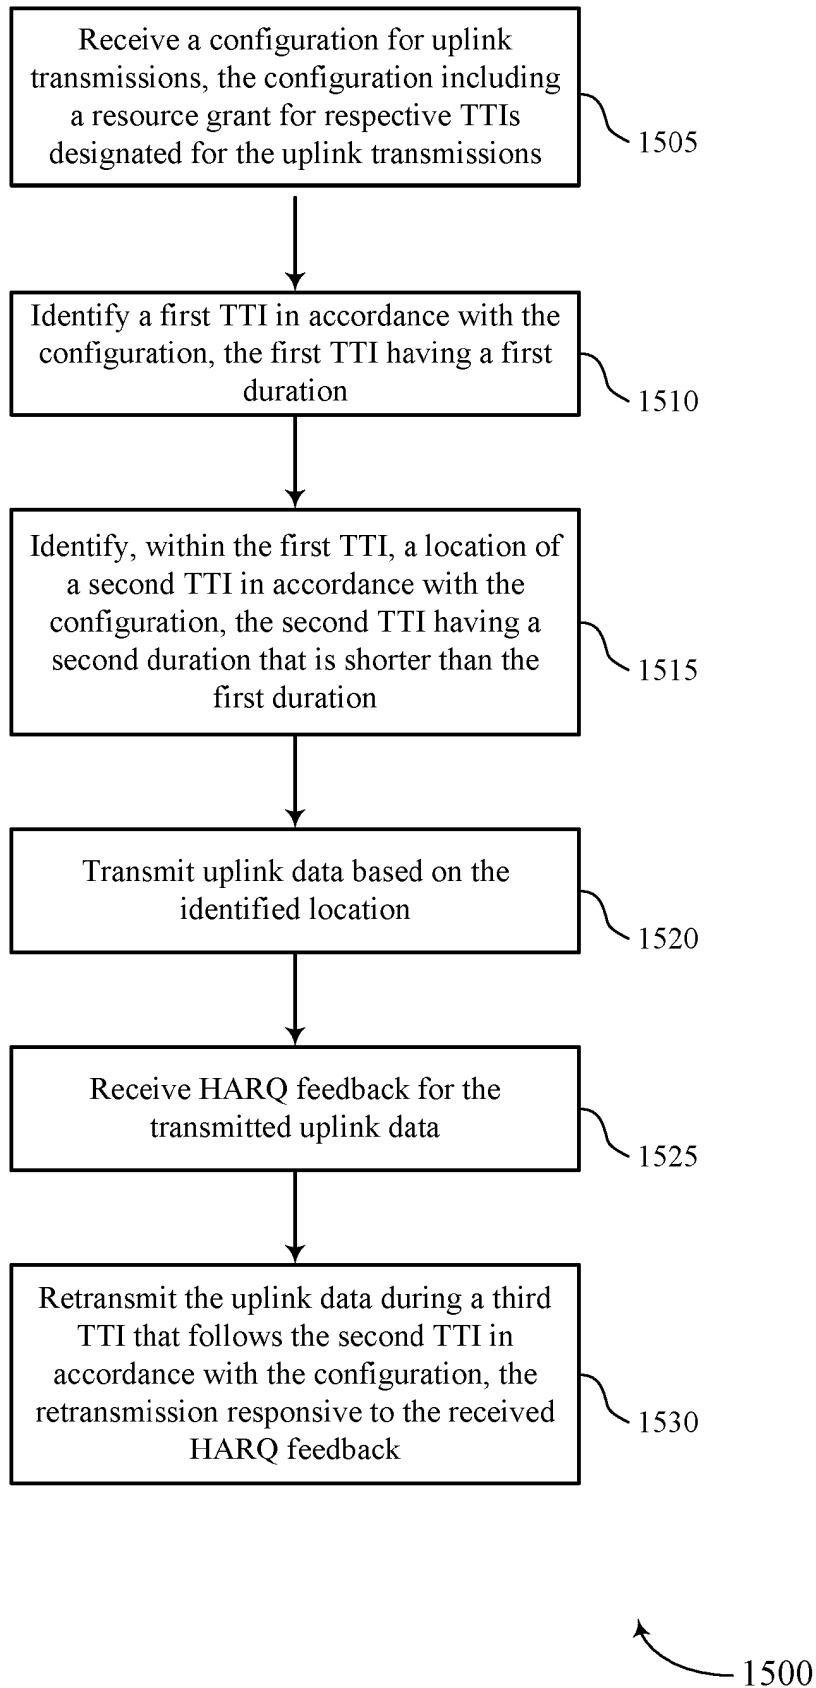 Receive a configuration for uplink
transmissions, the configuration including
a resource grant for respective TTIs
designated for the uplink transmissions
1505
Identify a first TTI in accordance with the
configuration, the first TTI having a first
duration
1510
Identify, within the first TTI, a location of
a second TTI in accordance with the
configuration, the second TTI having a
second duration that is shorter than the
first duration
1515
Transmit uplink data based on the
identified location
1520
Receive HARQ feedback for the
transmitted uplink data
1525
Retransmit the uplink data during a third
TTI that follows the second TTI in
accordance with the configuration, the
retransmission responsive to the received
HARQ feedback
1530
1500